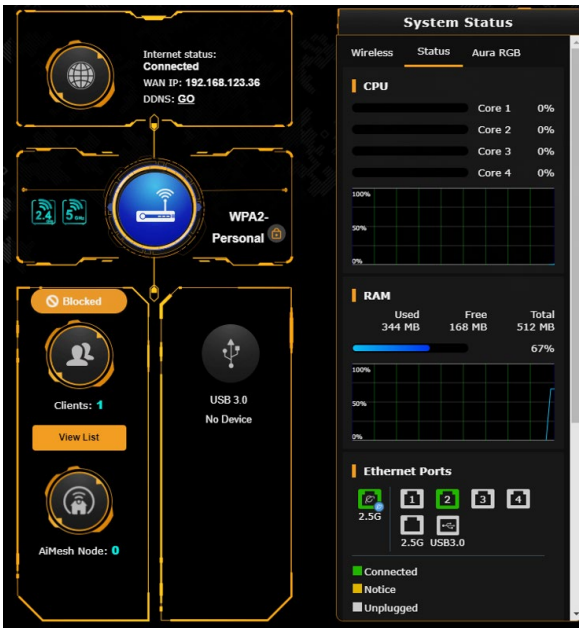 Internet status:
Connected
WAN IP: 192.168.123.36
DDNS: GO
2.4
5 GHz
WPA2-
Personal
Blocked
Clients: 1
View List
AiMesh Node: 0
USB 3.0
No Device
System Status
Wireless Status Aura RGB
CPU
Core 1 0%
Core 2 0%
Core 3 0%
Core 4 0%
100%
50%
0%
RAM
Used Free Total
344 MB 168 MB 512 MB
67%
100%
50%
0%
Ethernet Ports
1 2 3 4
2.5G
2.5G USB3.0
Connected
Notice
Unplugged